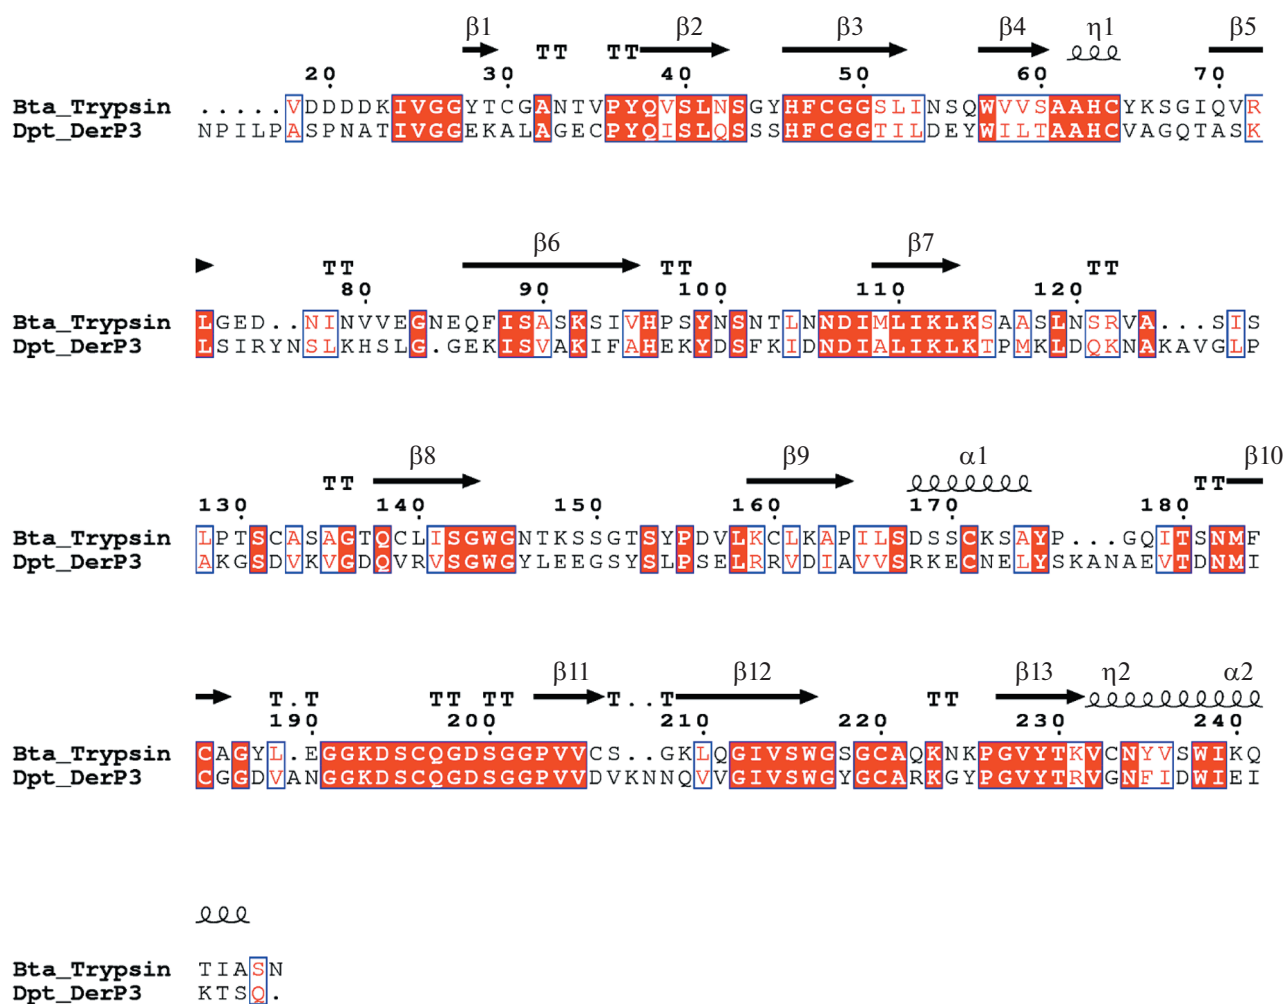 β1 β2 β3 β4 η1 β5
TT TT
20 30 40 50 60 70
Bta_Trypsin .....VDDDDKIVGGYTCGANTVPYQVSLNSGYHFCGGSLINSQWVVSAAHCYKSGIQVR
Dpt_DerP3 NPILPASPNATIVGGEKALAGECPYQISLQSSSHFCGGTILDEYWILTAAHCVAGQTASK
β6 β7
TT TT TT
80 90 100 110 120
Bta_Trypsin LGED..NINVVEGNEQFISASKSIVHPSYNSNTLNNDIMLIKLKSAASLNSRVA...SIS
Dpt_DerP3 LSIRYNSLKHSLG.GEKISVAKIFAHEKYDSFKIDNDIALIKLKTPMKLDQKNAKAVGLP
β8 β9 α1 β10
TT TT
130 140 150 160 170 180
Bta_Trypsin LPTSCASAGTQCLISGWGNTKSSGTSYPDVLKCLKAPILSDSSCKSAYP...GQITSNMF
Dpt_DerP3 AKGSDVKVGDQVRVSGWGYLEEGSYSLPSELRRVDIAVVSRKECNELYSKANAEVTDNMI
β11 β12 β13 η2 α2
T.T TT TT T..T TT
190 200 210 220 230 240
Bta_Trypsin CAGYL.EGGKDSCQGDSGGPVVCS..GKLQGIVSWGSGCAQKNKPGVYTKVCNYVSWIKQ
Dpt_DerP3 CGGDVANGGKDSCQGDSGGPVVDVKNNQVVGIVSWGYGCARKGYPGVYTRVGNFIDWIEI
Bta_Trypsin TIASN
Dpt_DerP3 KTSQ.